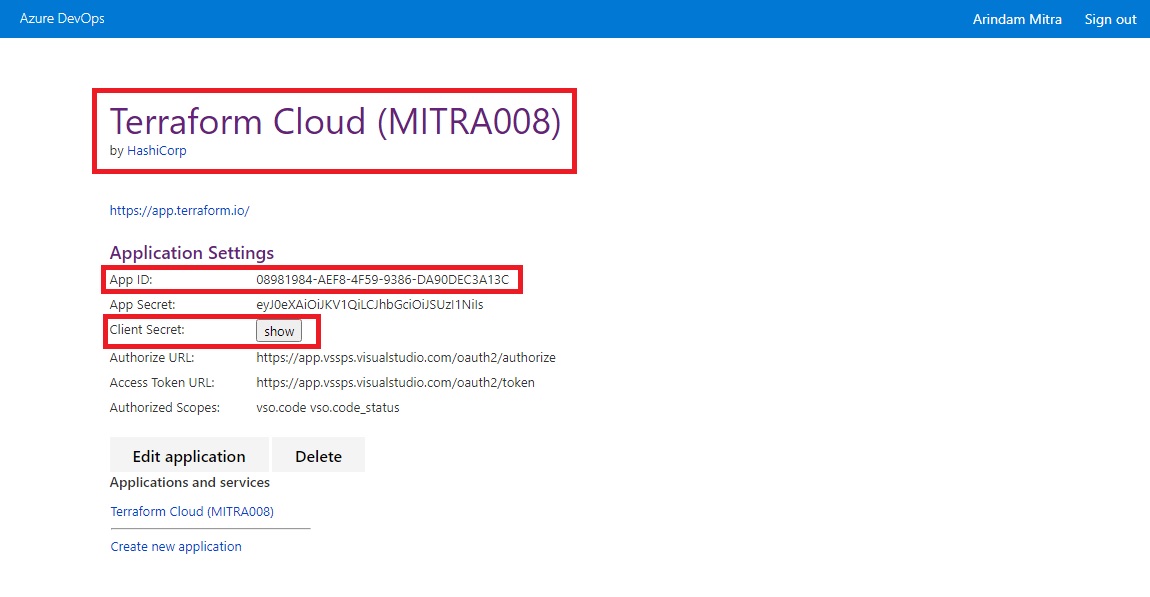 Azure DevOps Arindam Mitra Sign out
Terraform Cloud (MITRA008)
by HashiCorp
https://app.terraform.io/
Application Settings
App ID: 08981984-AEF8-4F59-9386-DA90DEC3A13C
App Secret: eyJ0eXAiOiJKV1QiLCJhbGciOiJSUzI1NiIs
Client Secret: show
Authorize URL: https://app.vssps.visualstudio.com/oauth2/authorize
Access Token URL: https://app.vssps.visualstudio.com/oauth2/token
Authorized Scopes: vso.code vso.code_status
Edit application Delete
Applications and services
Terraform Cloud (MITRA008)
Create new application